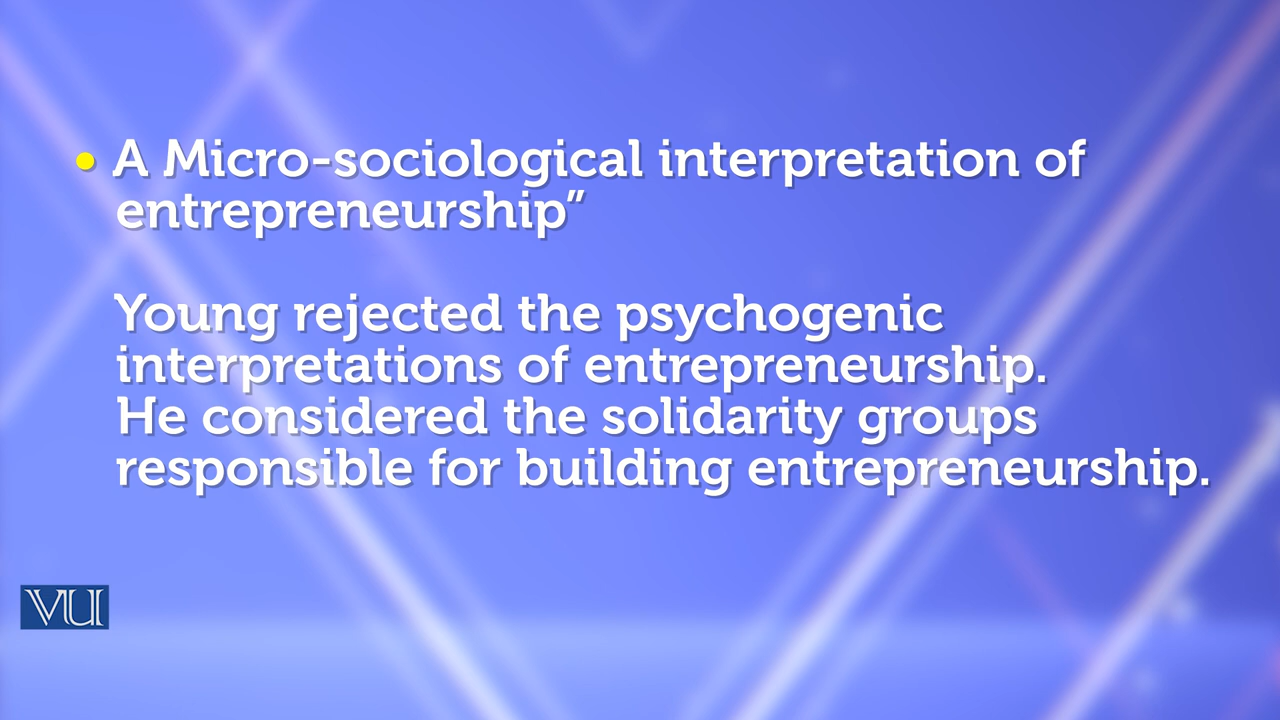 • A Micro-sociological interpretation of
entrepreneurship”
Young rejected the psychogenic
interpretations of entrepreneurship.
He considered the solidarity groups
responsible for building entrepreneurship.
VU